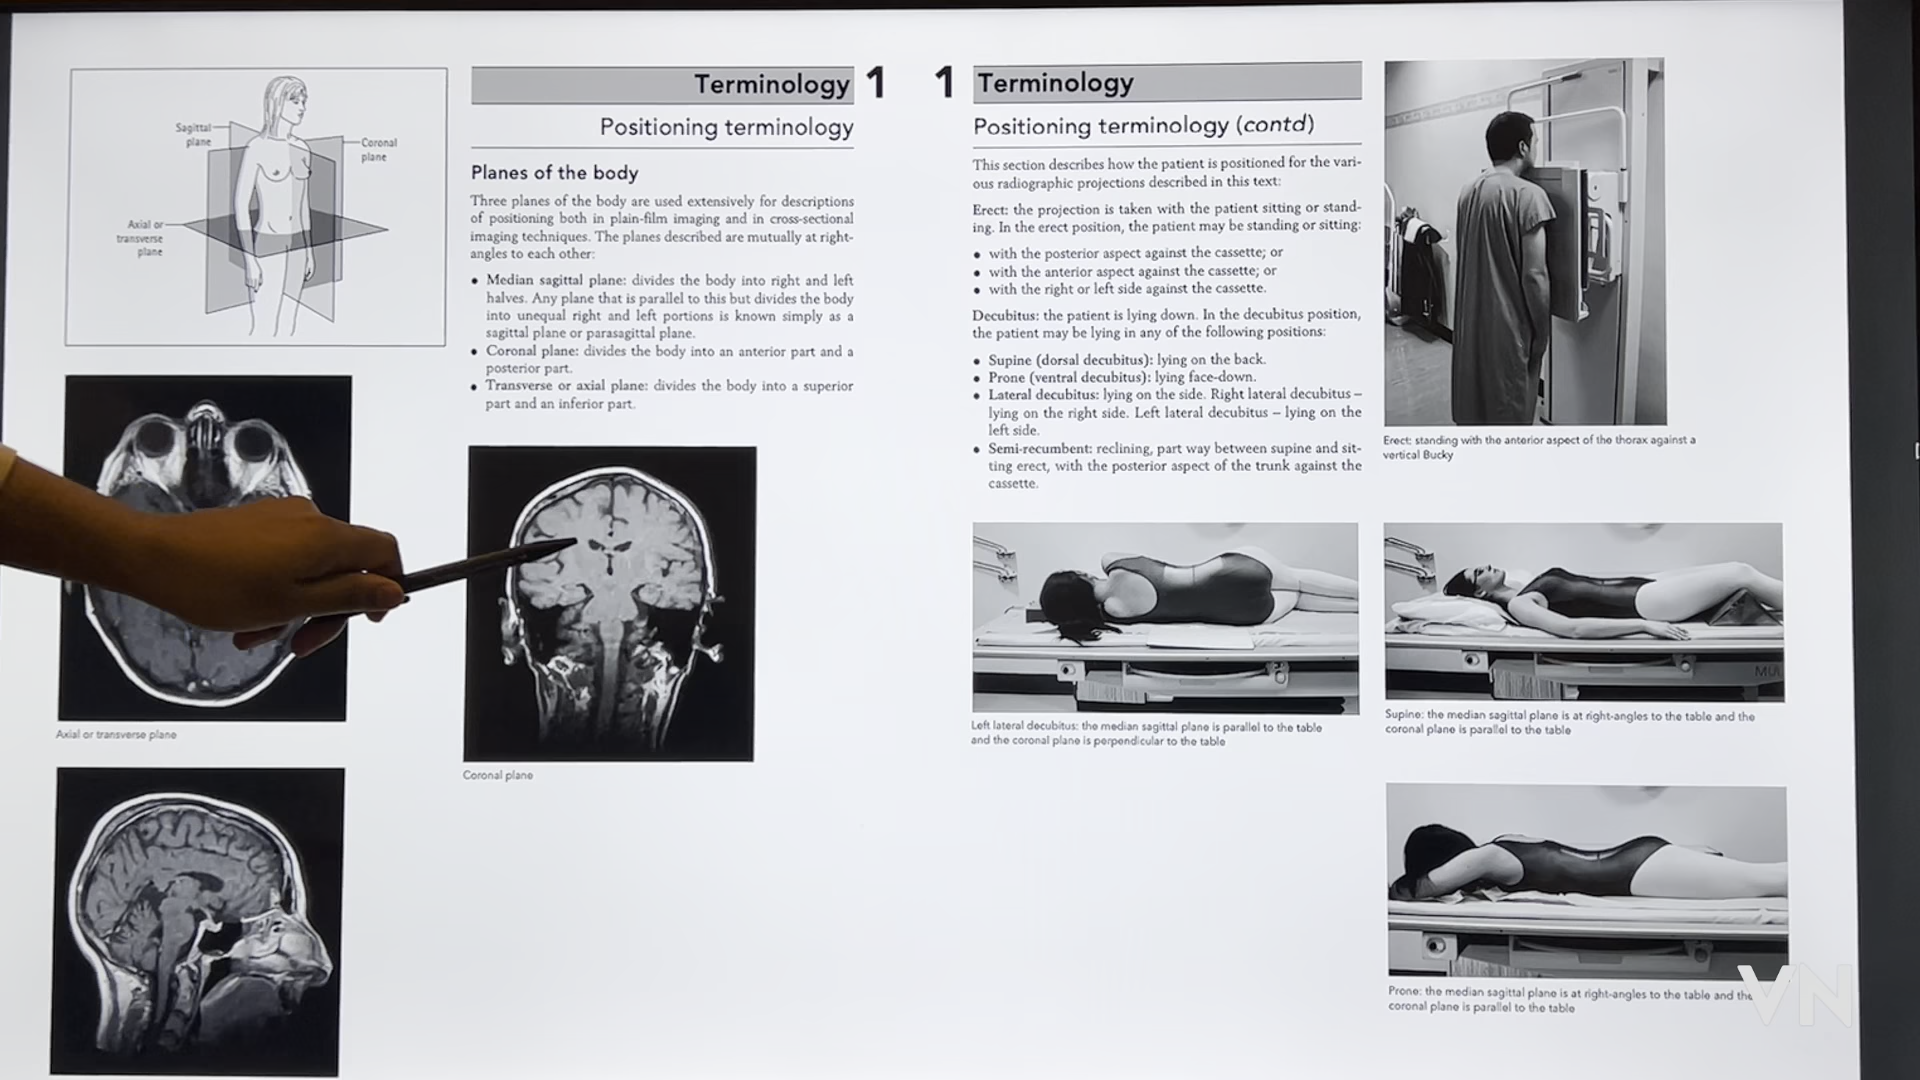 Sagittal
plane
Coronal
plane
Axial or
transverse
plane
Axial or transverse plane
Terminology 1
Positioning terminology
Planes of the body
Three planes of the body are used extensively for descriptions
of positioning both in plain-film imaging and in cross-sectional
imaging techniques. The planes described are mutually at right-
angles to each other:
• Median sagittal plane: divides the body into right and left
halves. Any plane that is parallel to this but divides the body
into unequal right and left portions is known simply as a
sagittal plane or parasagittal plane.
• Coronal plane: divides the body into an anterior part and a
posterior part.
• Transverse or axial plane: divides the body into a superior
part and an inferior part.
Coronal plane
1 Terminology
Positioning terminology (contd)
This section describes how the patient is positioned for the vari-
ous radiographic projections described in this text:
Erect: the projection is taken with the patient sitting or stand-
ing. In the erect position, the patient may be standing or sitting:
• with the posterior aspect against the cassette; or
• with the anterior aspect against the cassette; or
• with the right or left side against the cassette.
Decubitus: the patient is lying down. In the decubitus position,
the patient may be lying in any of the following positions:
• Supine (dorsal decubitus): lying on the back.
• Prone (ventral decubitus): lying face-down.
• Lateral decubitus: lying on the side. Right lateral decubitus –
lying on the right side. Left lateral decubitus – lying on the
left side.
• Semi-recumbent: reclining, part way between supine and sit-
ting erect, with the posterior aspect of the trunk against the
cassette.
Left lateral decubitus: the median sagittal plane is parallel to the table
and the coronal plane is perpendicular to the table
Erect: standing with the anterior aspect of the thorax against a
vertical Bucky
MUL
Supine: the median sagittal plane is at right-angles to the table and the
coronal plane is parallel to the table
Prone: the median sagittal plane is at right-angles to the table and the
coronal plane is parallel to the table
VN